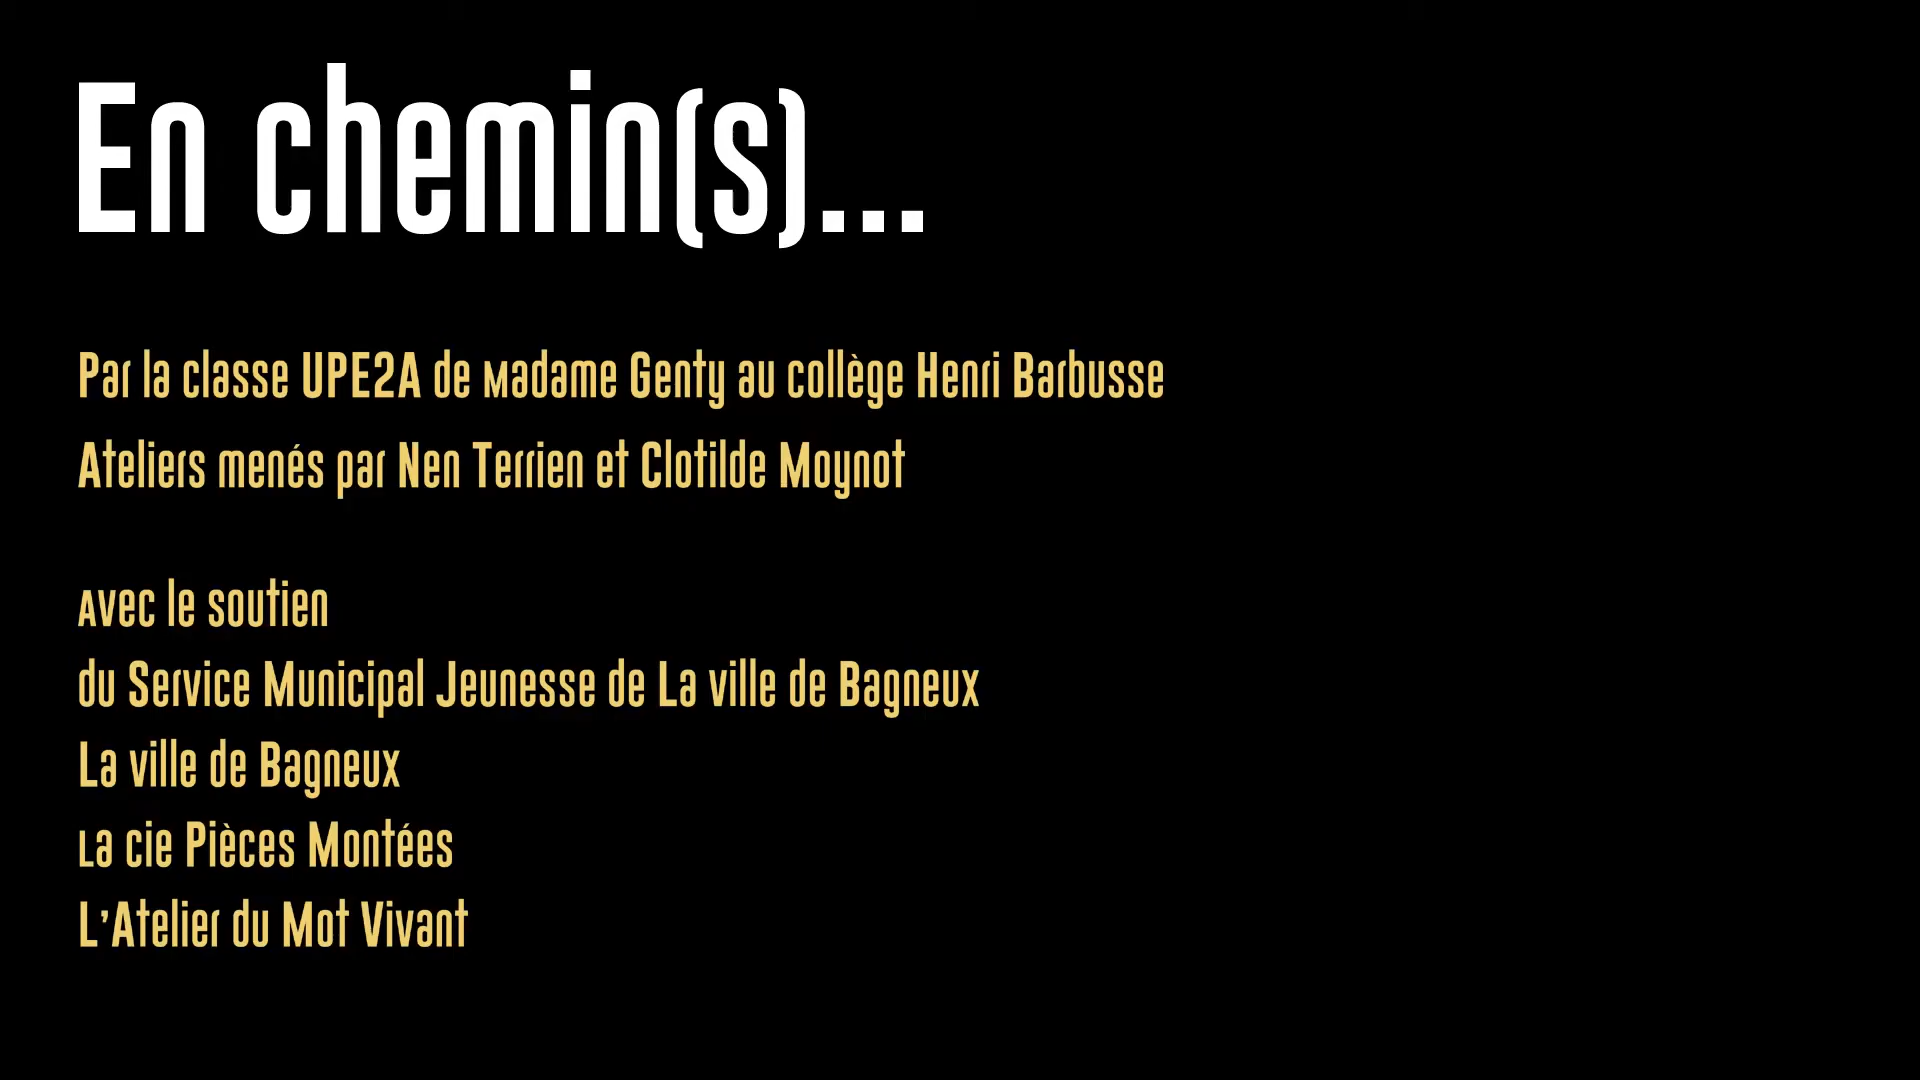 En chemin(s)...
Par la classe UPE2A de Madame Genty au collège Henri Barbusse
Ateliers menés par Nen Terrien et Clotilde Moynot
Avec le soutien
du Service Municipal Jeunesse de La ville de Bagneux
La ville de Bagneux
La cie Pièces Montées
L'Atelier du Mot Vivant